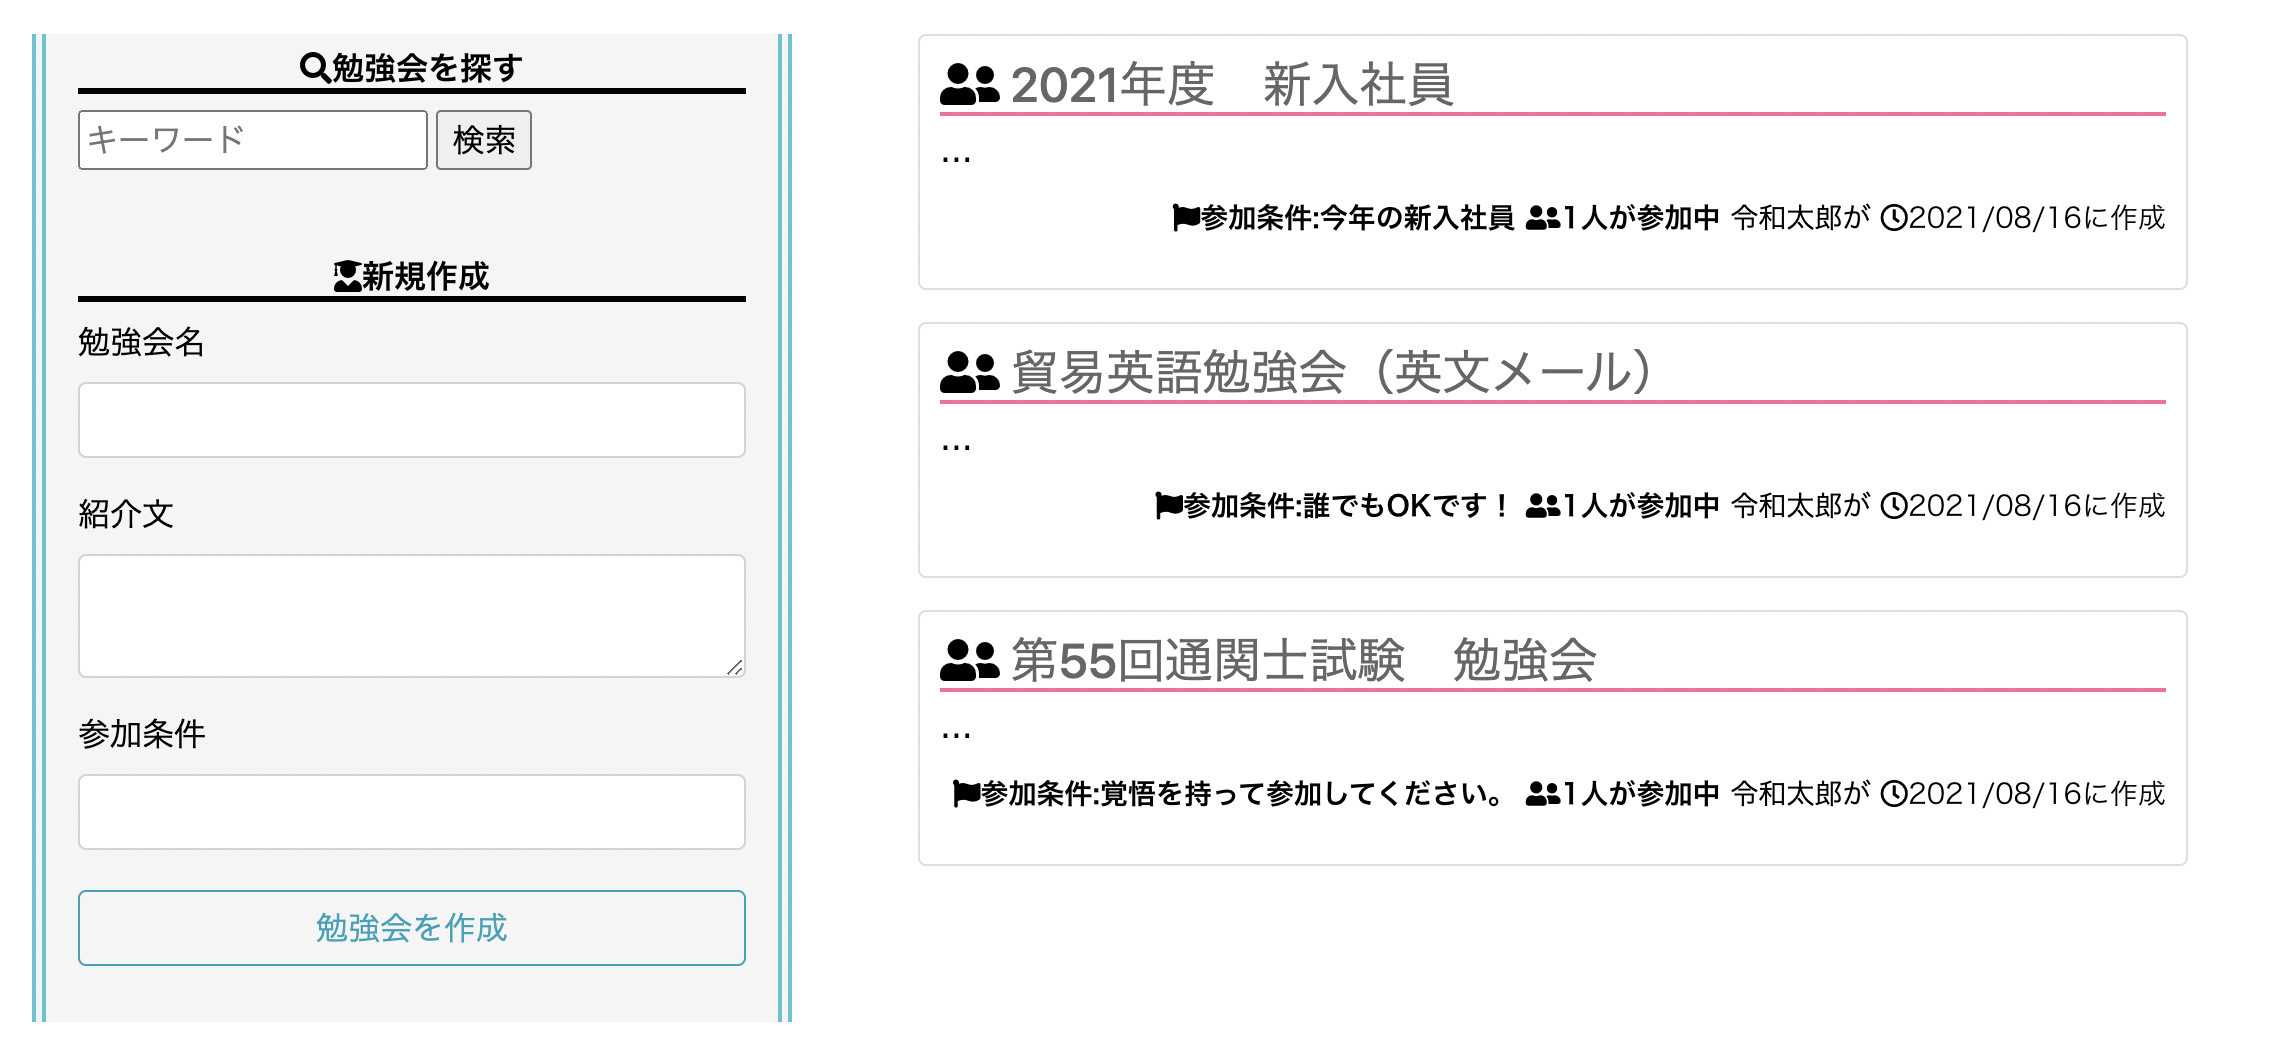 勉強会を探す
キーワード 検索
新規作成
勉強会名
紹介文
参加条件
勉強会を作成
2021年度　新入社員
...
参加条件:今年の新入社員 1人が参加中 令和太郎が 2021/08/16に作成
貿易英語勉強会（英文メール）
...
参加条件:誰でもOKです！ 1人が参加中 令和太郎が 2021/08/16に作成
第55回通関士試験　勉強会
...
参加条件:覚悟を持って参加してください。 1人が参加中 令和太郎が 2021/08/16に作成